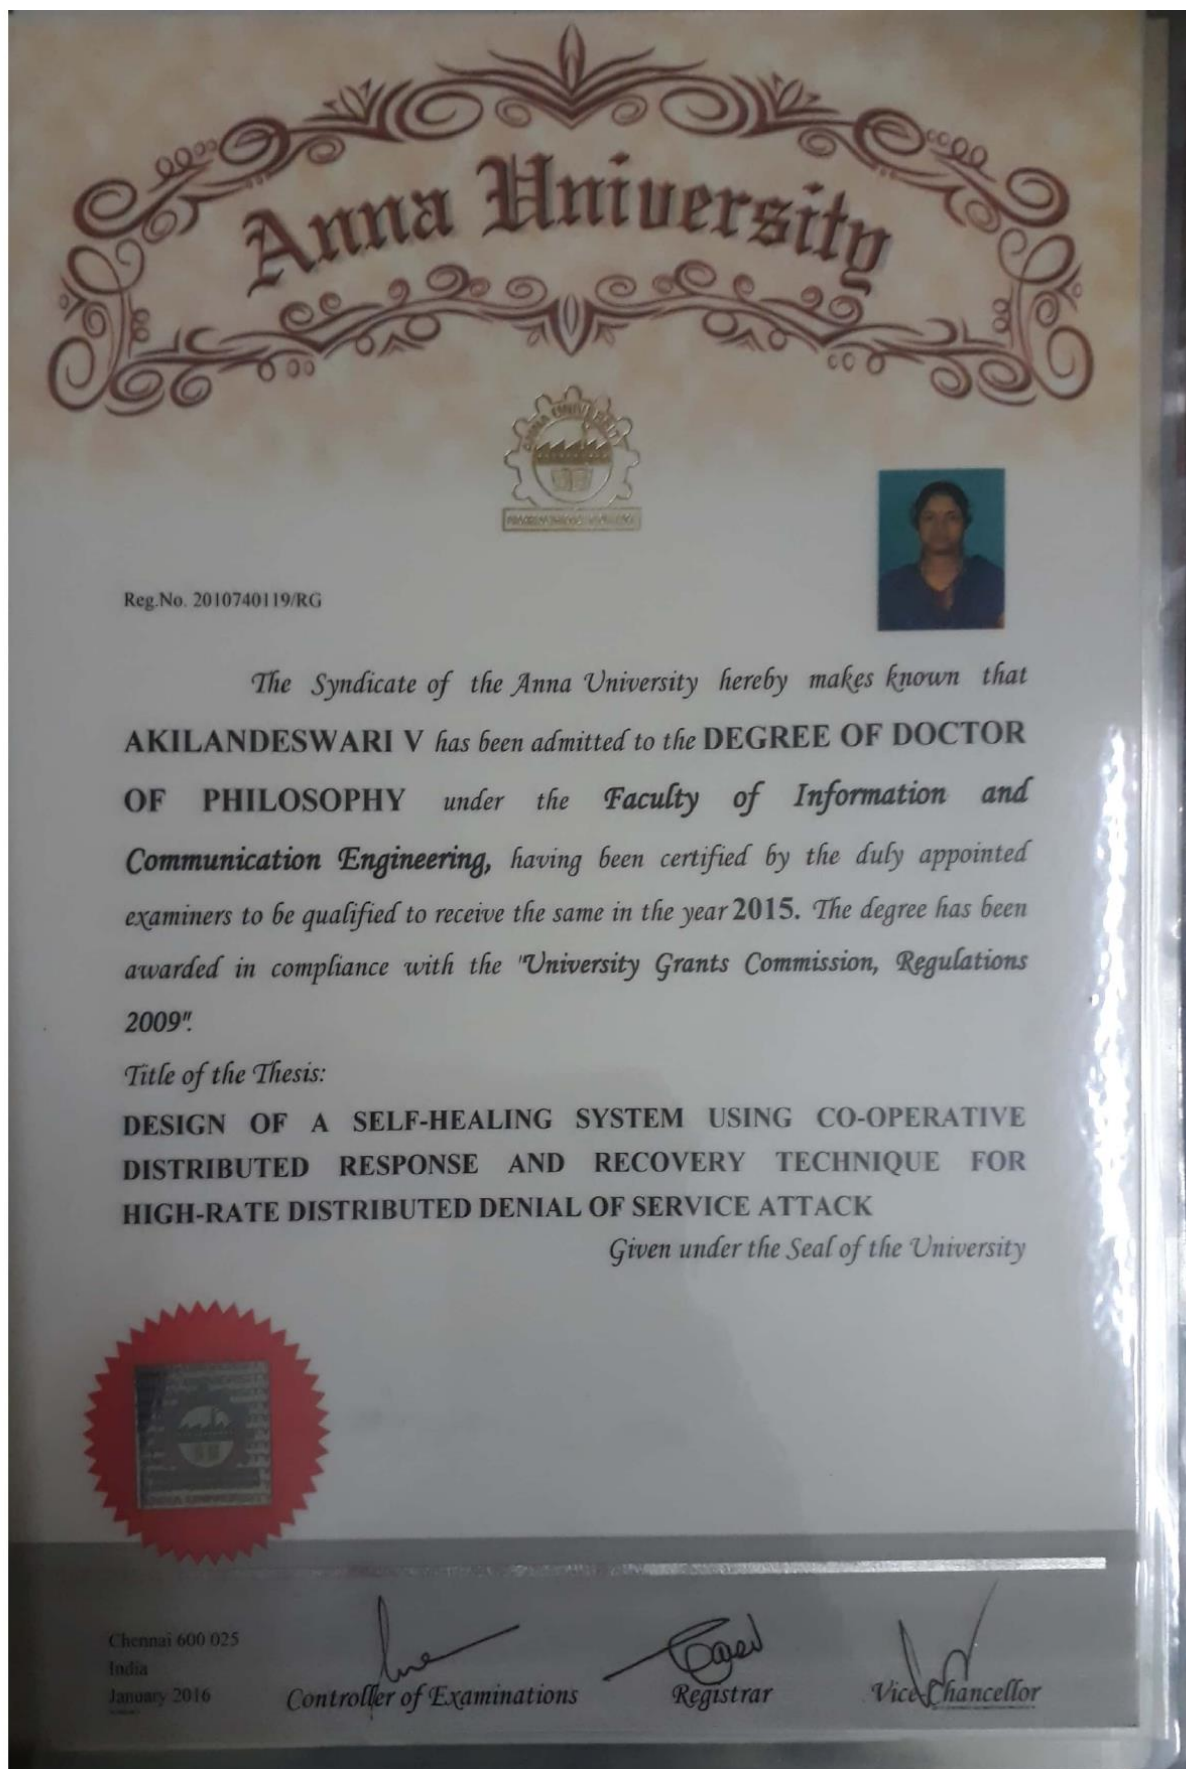 Anna University
ANNA UNIVERSITY
Reg.No. 2010740119/RG
The Syndicate of the Anna University hereby makes known that
AKILANDESWARI V has been admitted to the DEGREE OF DOCTOR
OF PHILOSOPHY under the Faculty of Information and
Communication Engineering, having been certified by the duly appointed
examiners to be qualified to receive the same in the year 2015. The degree has been
awarded in compliance with the "University Grants Commission, Regulations
2009".
Title of the Thesis:
DESIGN OF A SELF-HEALING SYSTEM USING CO-OPERATIVE
DISTRIBUTED RESPONSE AND RECOVERY TECHNIQUE FOR
HIGH-RATE DISTRIBUTED DENIAL OF SERVICE ATTACK
Given under the Seal of the University
ANNA UNIVERSITY
Chennai 600 025
India
January 2016
Controller of Examinations
Registrar
Vice Chancellor